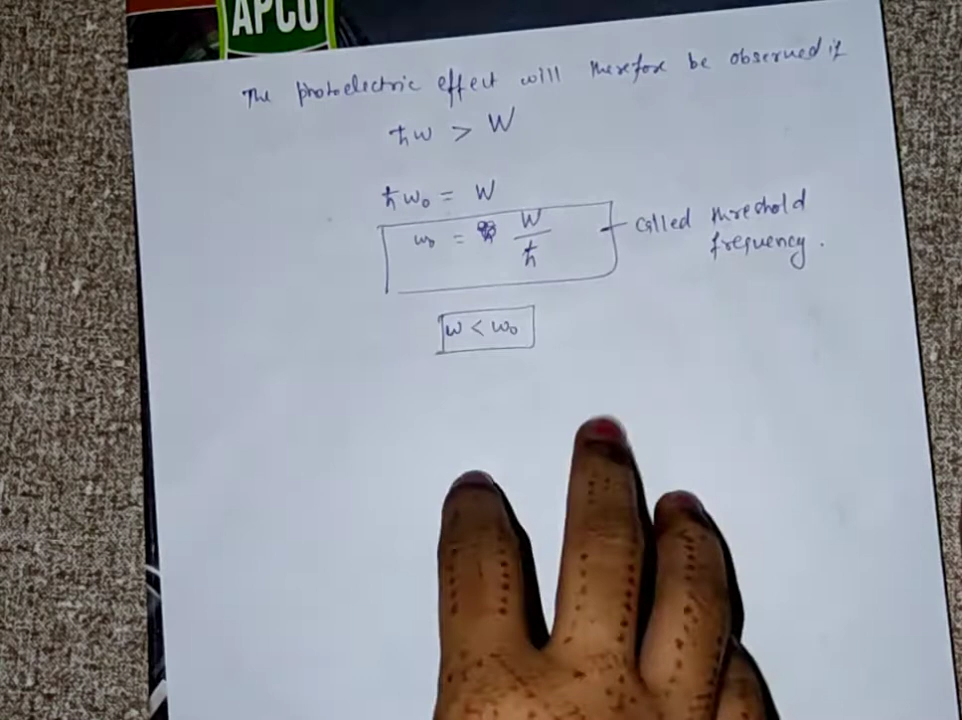 APCO
The photoelectric effect will therefore be observed if
ħω > W
ħω₀ = W
ω₀ = W/ħ called threshold frequency.
ω < ω₀